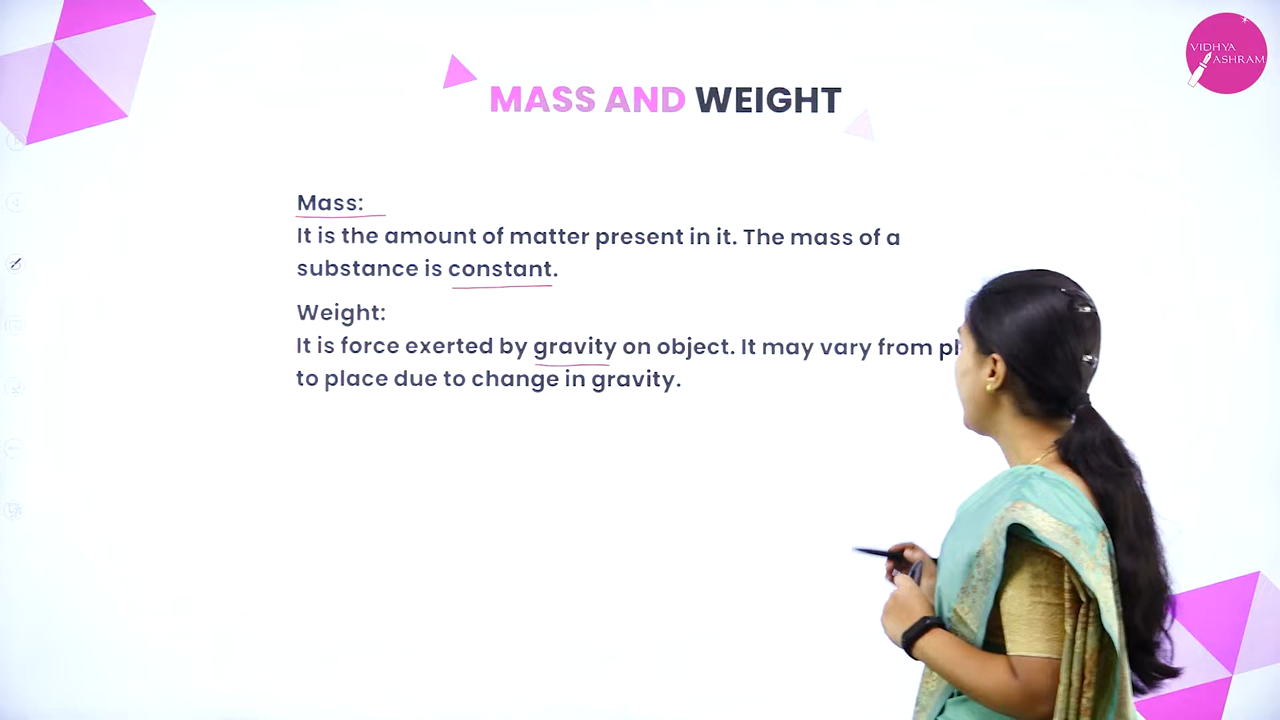 VIDHYA
ASHRAM
MASS AND WEIGHT
Mass:
It is the amount of matter present in it. The mass of a
substance is constant.
Weight:
It is force exerted by gravity on object. It may vary from
to place due to change in gravity.